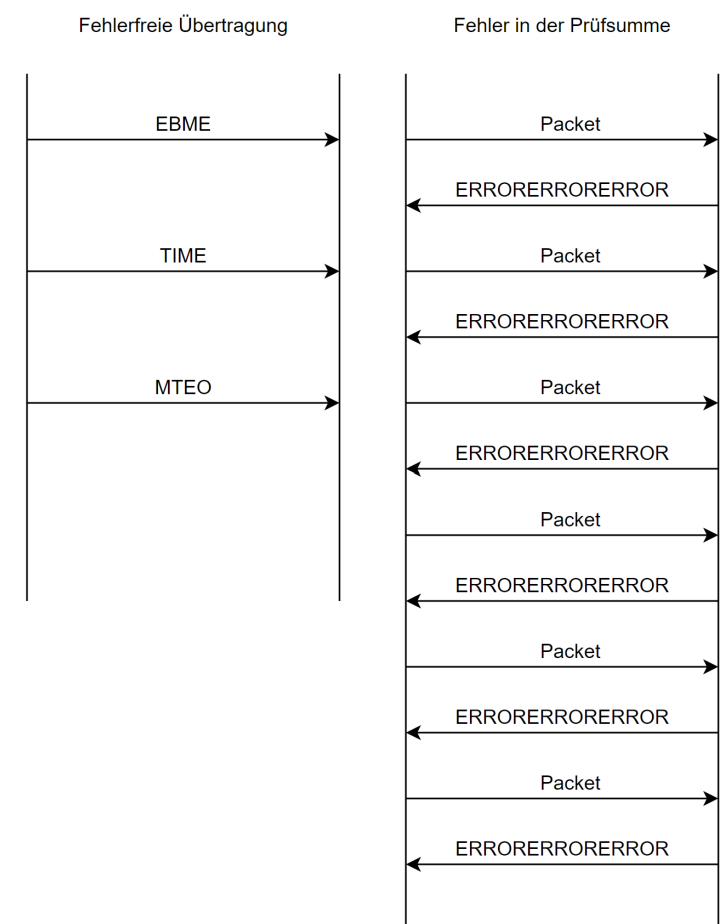 Fehlerfreie Übertragung
EBME
TIME
MTEO
Fehler in der Prüfsumme
Packet
ERRORERRORERROR
Packet
ERRORERRORERROR
Packet
ERRORERRORERROR
Packet
ERRORERRORERROR
Packet
ERRORERRORERROR
Packet
ERRORERRORERROR